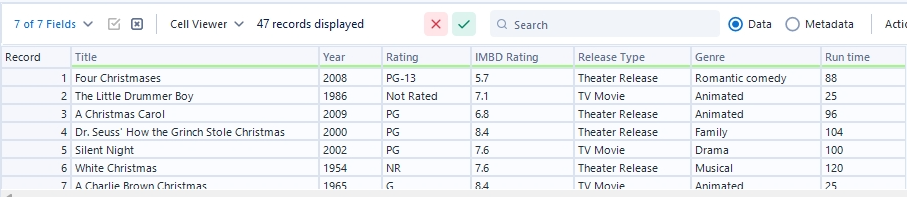 7 of 7 Fields Cell Viewer 47 records displayed Search Data Metadata Actio
Record Title Year Rating IMBD Rating Release Type Genre Run time
1 Four Christmases 2008 PG-13 5.7 Theater Release Romantic comedy 88
2 The Little Drummer Boy 1986 Not Rated 7.1 TV Movie Animated 25
3 A Christmas Carol 2009 PG 6.8 Theater Release Animated 96
4 Dr. Seuss' How the Grinch Stole Christmas 2000 PG 8.4 Theater Release Family 104
5 Silent Night 2002 PG 7.6 TV Movie Drama 100
6 White Christmas 1954 NR 7.6 Theater Release Musical 120
7 A Charlie Brown Christmas 1965 G 8.4 TV Movie Animated 25